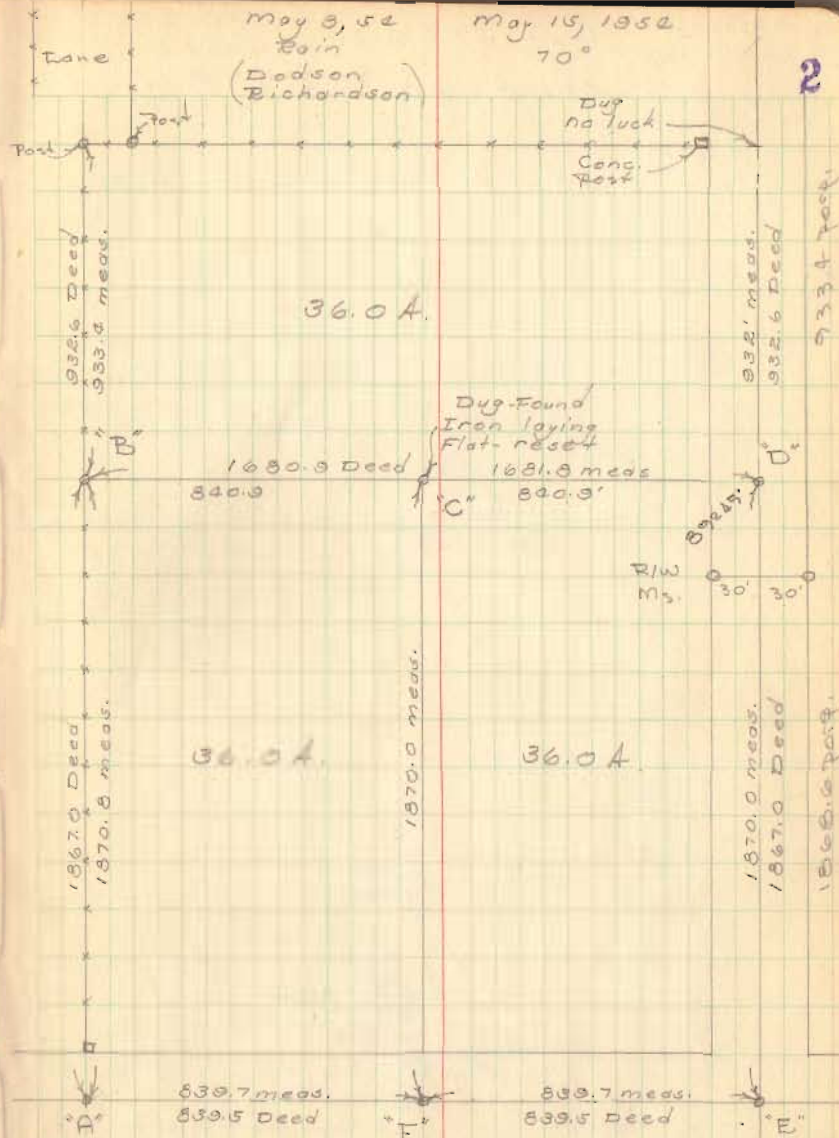 Lane
May 9, 52
Rain
(Dodson
Richardson)
May 15, 1952
70°
2
Post
Post
Dug
no luck
Conc.
Post
932.6 Deed
933.2 meas.
36.0 A.
932' meas.
932.6 Deed
933.4
"B"
Dug-Found
Iron laying
Flat-reset
1680.9 Deed
1681.8 meas
840.9
"C"
840.9'
"D"
R/W
Ms.
30'
30'
1867.0 Deed
1870.8 meas.
36.0 A.
1870.0 meas.
36.0 A
1870.0 meas.
1867.0 Deed
1868.6
839.7 meas.
839.7 meas.
"A"
839.5 Deed
"F"
839.5 Deed
"E"